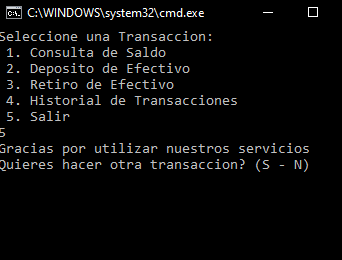 C:\WINDOWS\system32\cmd.exe
Seleccione una Transaccion:
1. Consulta de Saldo
2. Deposito de Efectivo
3. Retiro de Efectivo
4. Historial de Transacciones
5. Salir
5
Gracias por utilizar nuestros servicios
Quieres hacer otra transaccion? (S - N)